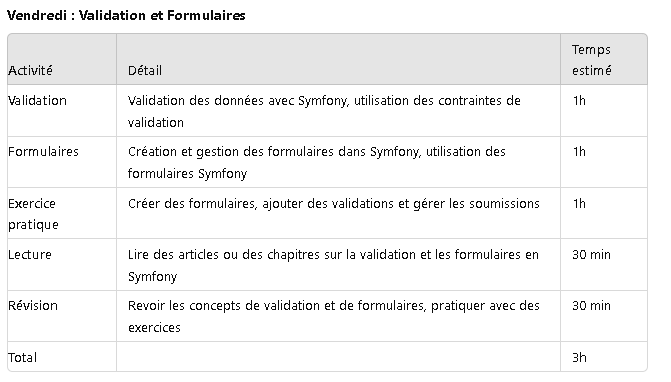 Vendredi : Validation et Formulaires
Activité Détail Temps estimé
Validation Validation des données avec Symfony, utilisation des contraintes de
validation 1h
Formulaires Création et gestion des formulaires dans Symfony, utilisation des
formulaires Symfony 1h
Exercice pratique Créer des formulaires, ajouter des validations et gérer les soumissions 1h
Lecture Lire des articles ou des chapitres sur la validation et les formulaires en
Symfony 30 min
Révision Revoir les concepts de validation et de formulaires, pratiquer avec des
exercices 30 min
Total 3h